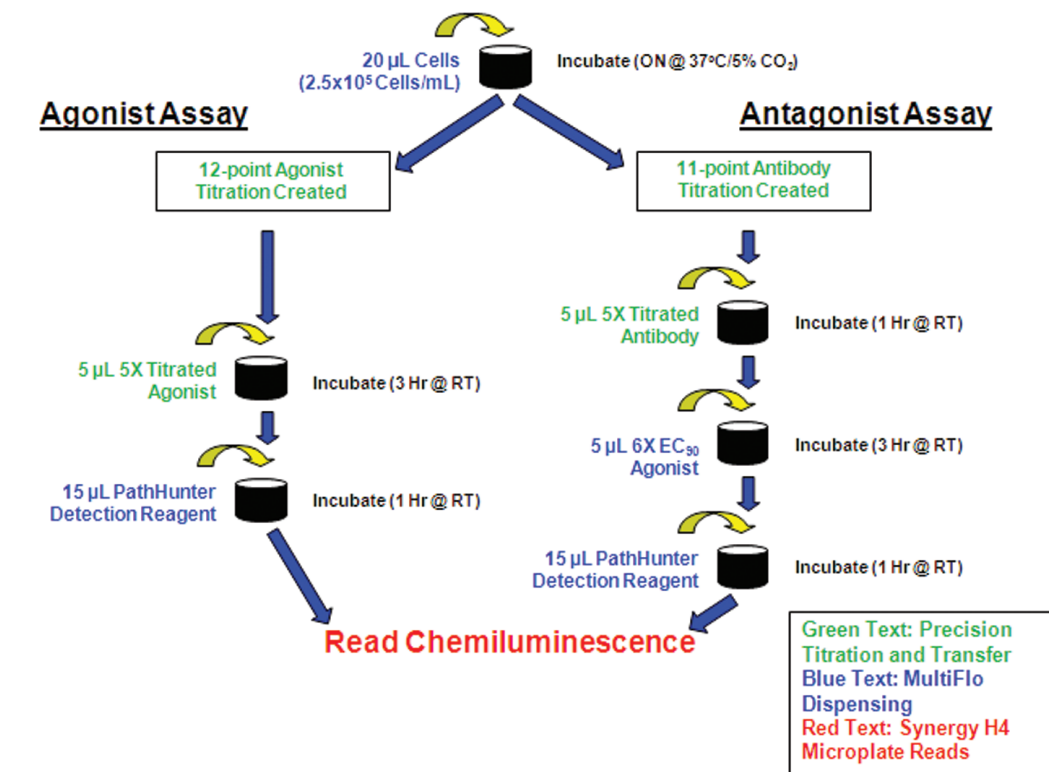 20 µL Cells
(2.5x10⁵ Cells/mL)
Incubate (ON @ 37°C/5% CO₂)
Agonist Assay
Antagonist Assay
12-point Agonist
Titration Created
11-point Antibody
Titration Created
5 µL 5X Titrated
Agonist
Incubate (3 Hr @ RT)
15 µL PathHunter
Detection Reagent
Incubate (1 Hr @ RT)
5 µL 5X Titrated
Antibody
Incubate (1 Hr @ RT)
5 µL 6X EC₉₀
Agonist
Incubate (3 Hr @ RT)
15 µL PathHunter
Detection Reagent
Incubate (1 Hr @ RT)
Read Chemiluminescence
Green Text: Precision
Titration and Transfer
Blue Text: MultiFlo
Dispensing
Red Text: Synergy H4
Microplate Reads